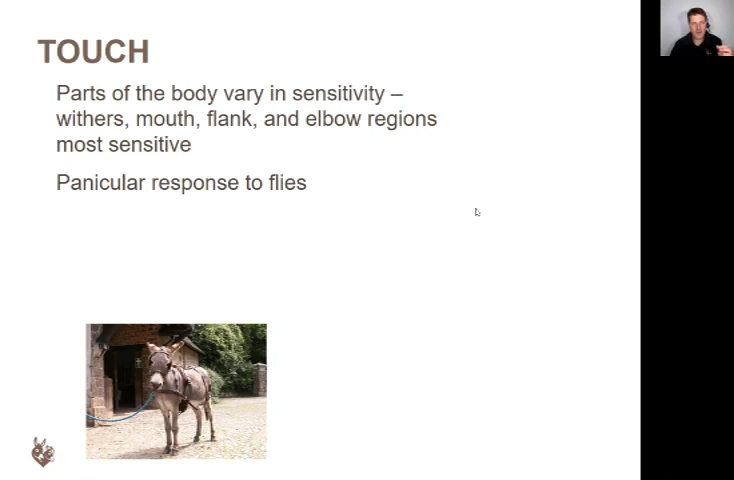 TOUCH
Parts of the body vary in sensitivity –
withers, mouth, flank, and elbow regions
most sensitive
Panicular response to flies